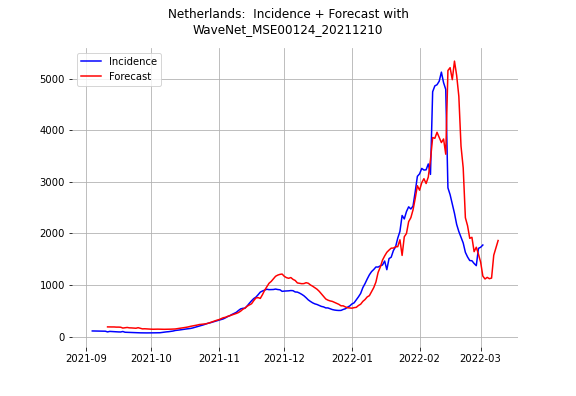 Netherlands:  Incidence + Forecast with
WaveNet_MSE00124_20211210
Incidence
Forecast
5000
4000
3000
2000
1000
0
2021-09 2021-10 2021-11 2021-12 2022-01 2022-02 2022-03